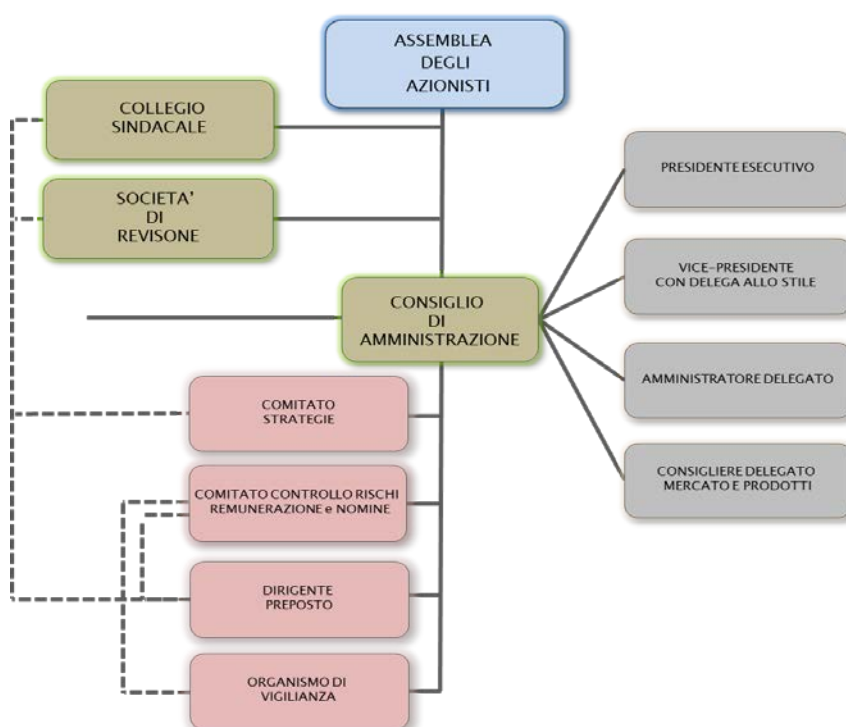 ASSEMBLEA
DEGLI
AZIONISTI
COLLEGIO
SINDACALE
SOCIETA'
DI
REVISONE
CONSIGLIO
DI
AMMINISTRAZIONE
PRESIDENTE ESECUTIVO
VICE-PRESIDENTE
CON DELEGA ALLO STILE
AMMINISTRATORE DELEGATO
CONSIGLIERE DELEGATO
MERCATO E PRODOTTI
COMITATO
STRATEGIE
COMITATO CONTROLLO RISCHI
REMUNERAZIONE e NOMINE
DIRIGENTE
PREPOSTO
ORGANISMO DI
VIGILIANZA